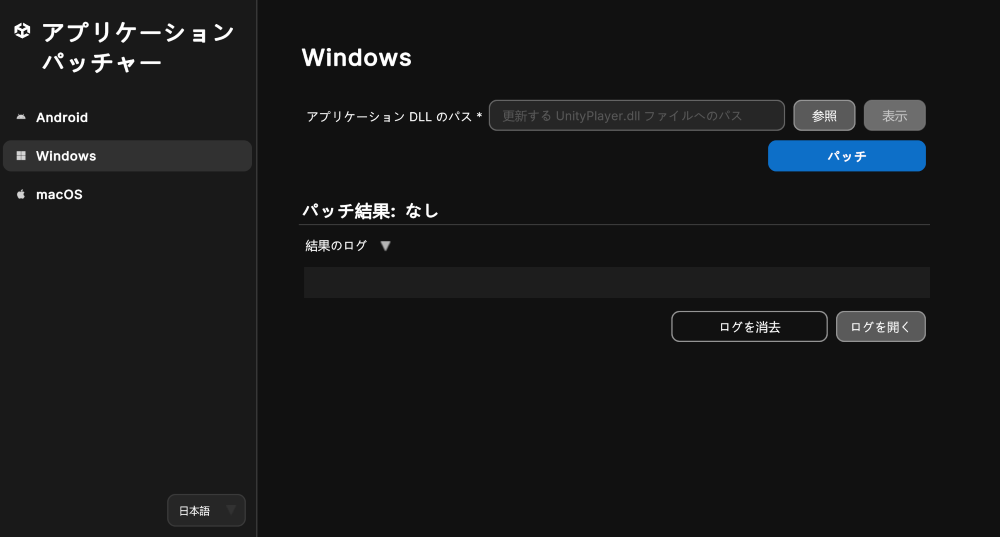 アプリケーション
パッチャー
Android
Windows
macOS
日本語
Windows
アプリケーション DLL のパス *
更新する UnityPlayer.dll ファイルへのパス
参照
表示
パッチ
パッチ結果: なし
結果のログ
ログを消去
ログを開く